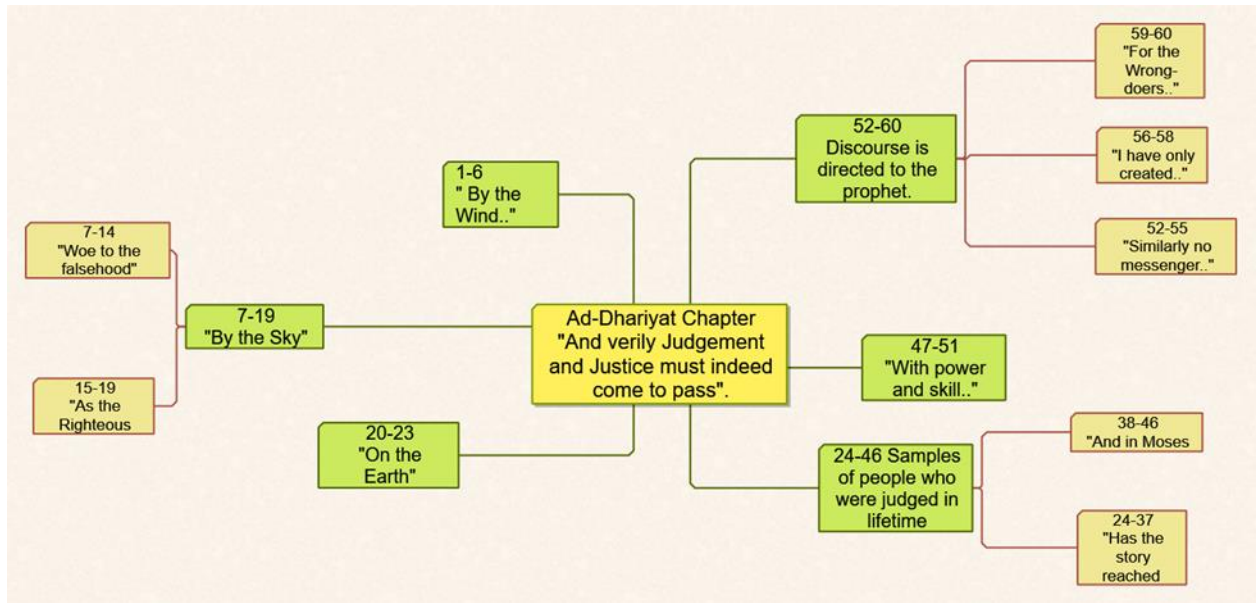 Ad-Dhariyat Chapter
"And verily Judgement
and Justice must indeed
come to pass".
1-6
" By the
Wind.."
7-19
"By the Sky"
7-14
"Woe to the
falsehood"
15-19
"As the
Righteous
20-23
"On the
Earth"
24-46 Samples
of people who
were judged in
lifetime
24-37
"Has the
story
reached
38-46
"And in Moses
47-51
"With power
and skill.."
52-60
Discourse is
directed to the
prophet.
52-55
"Similarly no
messenger.."
56-58
"I have only
created.."
59-60
"For the
Wrong-
doers.."